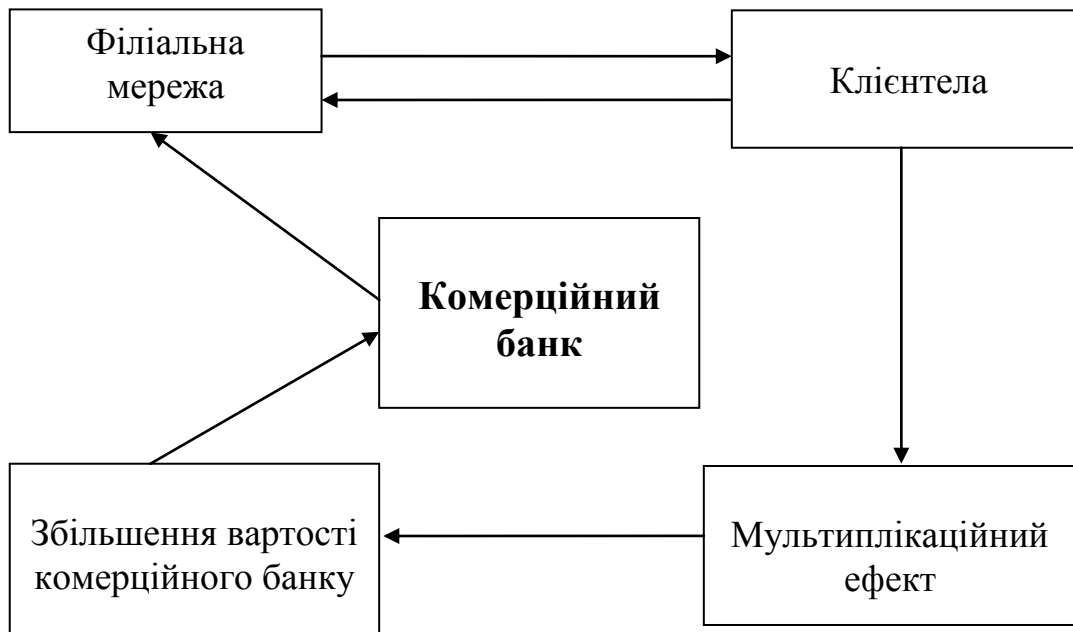 Філіальна
мережа
Клієнтела
Комерційний
банк
Збільшення вартості
комерційного банку
Мультиплікаційний
ефект